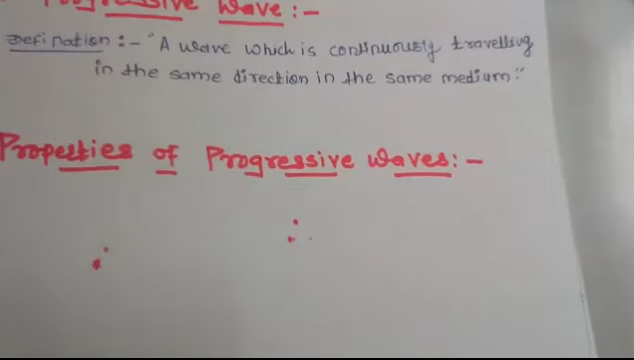 Wave :-
Defination :- "A wave which is continuously travelling
in the same direction in the same medium."
Properties of Progressive Waves :-